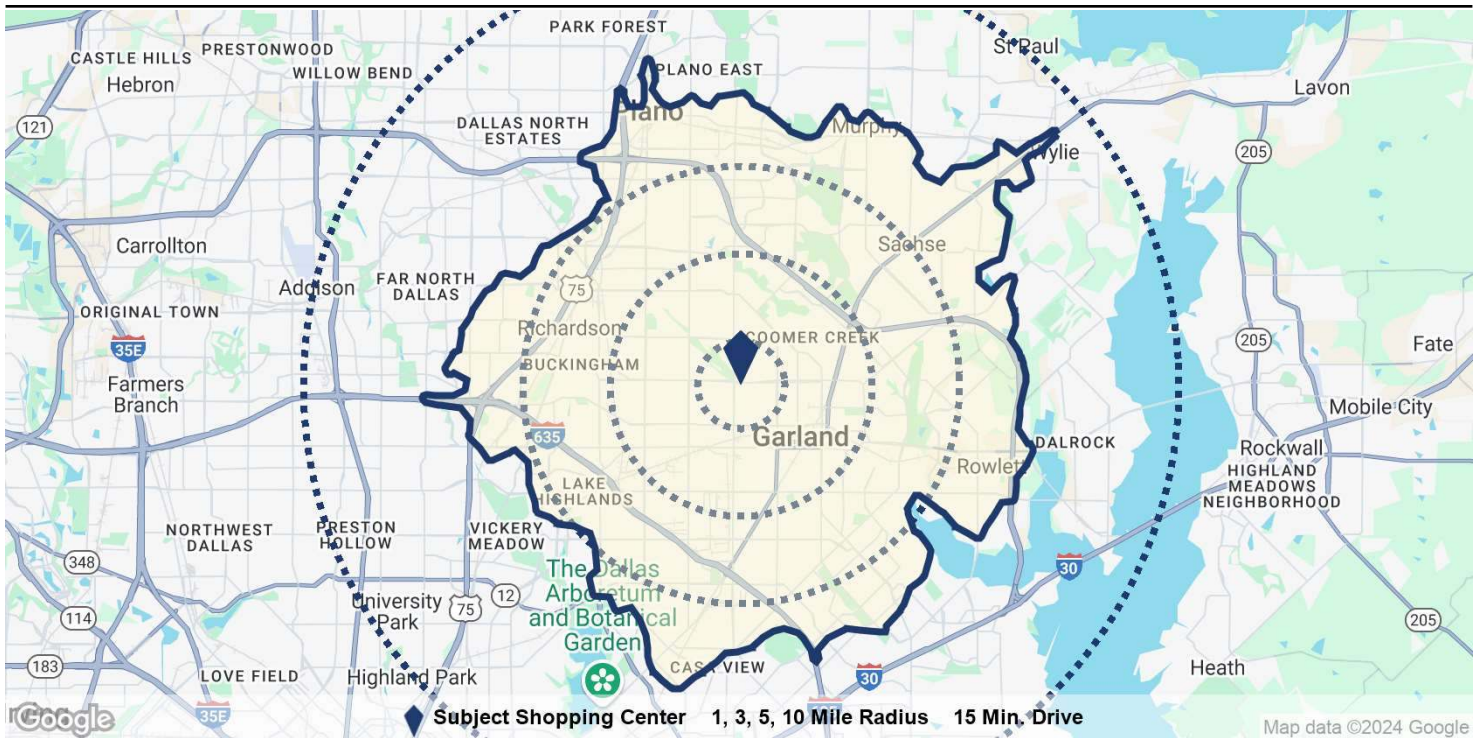 PARK FOREST
CASTLE HILLS
PRESTONWOOD
St Paul
Hebron
WILLOW BEND
PLANO EAST
Lavon
Plano
121
DALLAS NORTH
ESTATES
Murphy
Wylie
205
Carrollton
Sachse
Addison
FAR NORTH
DALLAS
75
ORIGINAL TOWN
Richardson
COOMER CREEK
35E
BUCKINGHAM
205
Fate
Farmers
Branch
Mobile City
635
Garland
DALROCK
Rockwall
Rowlett
HIGHLAND
MEADOWS
NEIGHBORHOOD
LAKE
HIGHLANDS
NORTHWEST
DALLAS
PRESTON
HOLLOW
VICKERY
MEADOW
348
The Dallas
Arboretum
and Botanical
Garden
30
University
Park
75
12
114
205
183
LOVE FIELD
Highland Park
CASA VIEW
30
Heath
35E
Google
Subject Shopping Center 1, 3, 5, 10 Mile Radius 15 Min. Drive
Map data ©2024 Google